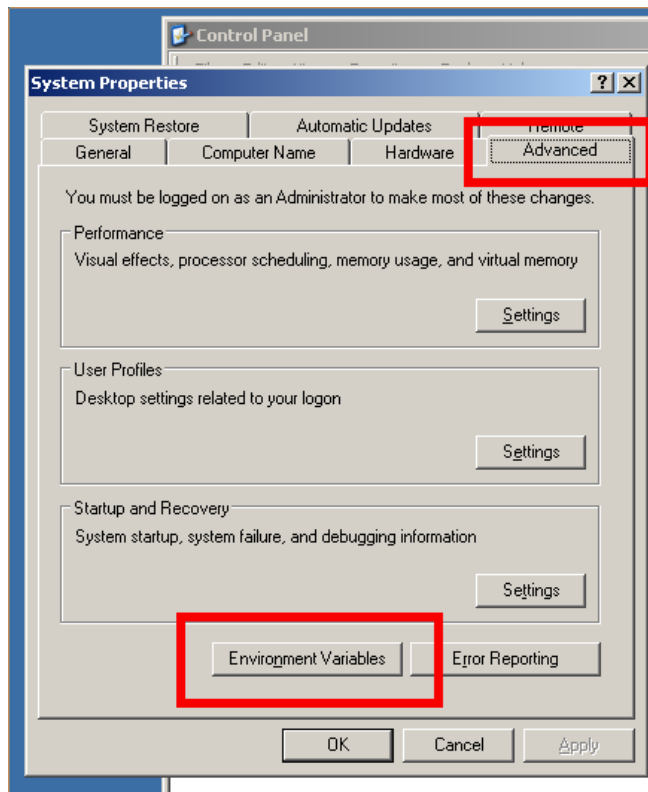 Control Panel
System Properties
System Restore
Automatic Updates
Remote
General
Computer Name
Hardware
Advanced
You must be logged on as an Administrator to make most of these changes.
Performance
Visual effects, processor scheduling, memory usage, and virtual memory
Settings
User Profiles
Desktop settings related to your logon
Settings
Startup and Recovery
System startup, system failure, and debugging information
Settings
Environment Variables
Error Reporting
OK
Cancel
Apply